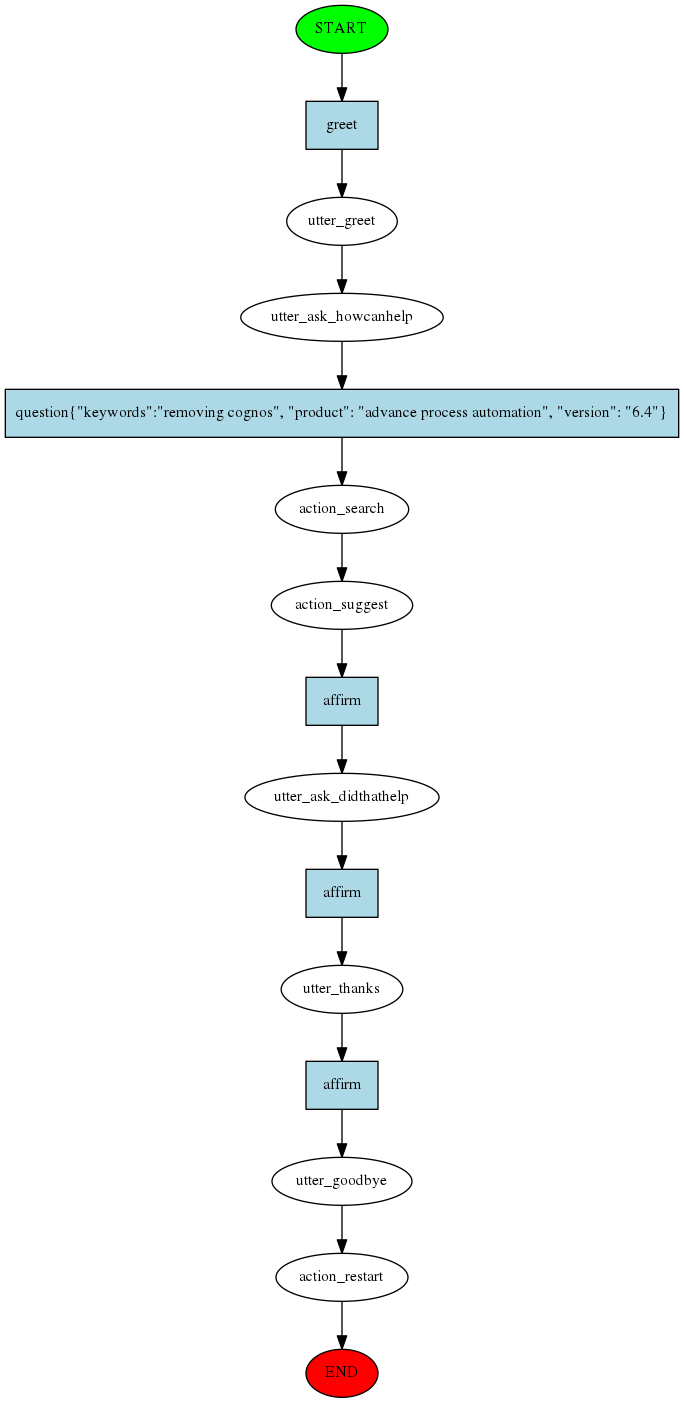 START
greet
utter_greet
utter_ask_howcanhelp
question{"keywords":"removing cognos", "product": "advance process automation", "version": "6.4"}
action_search
action_suggest
affirm
utter_ask_didthathelp
affirm
utter_thanks
affirm
utter_goodbye
action_restart
END